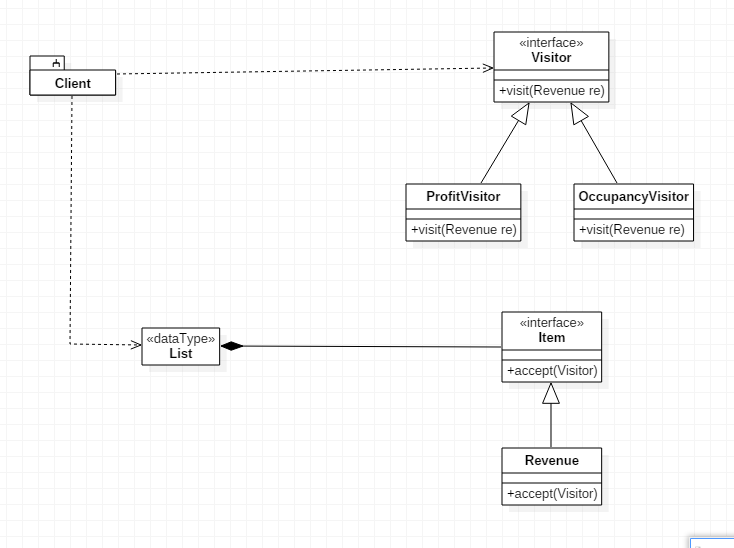 Client
«interface»
Visitor
+visit(Revenue re)
ProfitVisitor
+visit(Revenue re)
OccupancyVisitor
+visit(Revenue re)
«dataType»
List
«interface»
Item
+accept(Visitor)
Revenue
+accept(Visitor)